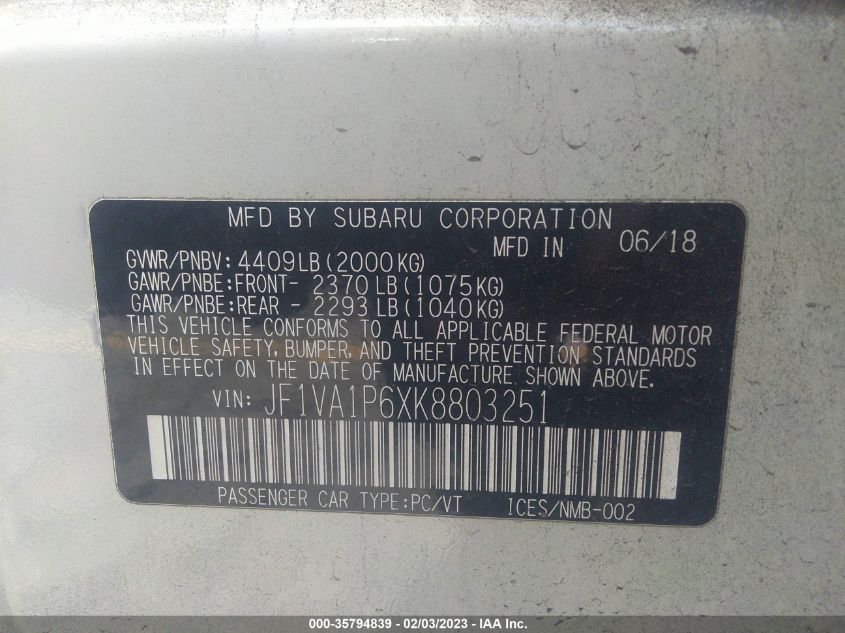 MFD BY SUBARU CORPORATION
MFD IN 06/18
GVWR/PNBV: 4409LB (2000KG)
GAWR/PNBE:FRONT- 2370 LB (1075KG)
GAWR/PNBE:REAR - 2293 LB (1040KG)
THIS VEHICLE CONFORMS TO ALL APPLICABLE FEDERAL MOTOR
VEHICLE SAFETY, BUMPER, AND THEFT PREVENTION STANDARDS
IN EFFECT ON THE DATE OF MANUFACTURE SHOWN ABOVE.
VIN: JF1VA1P6XK8803251
PASSENGER CAR TYPE:PC/VT ICES/NMB-002
000-35794839 - 02/03/2023 - IAA Inc.